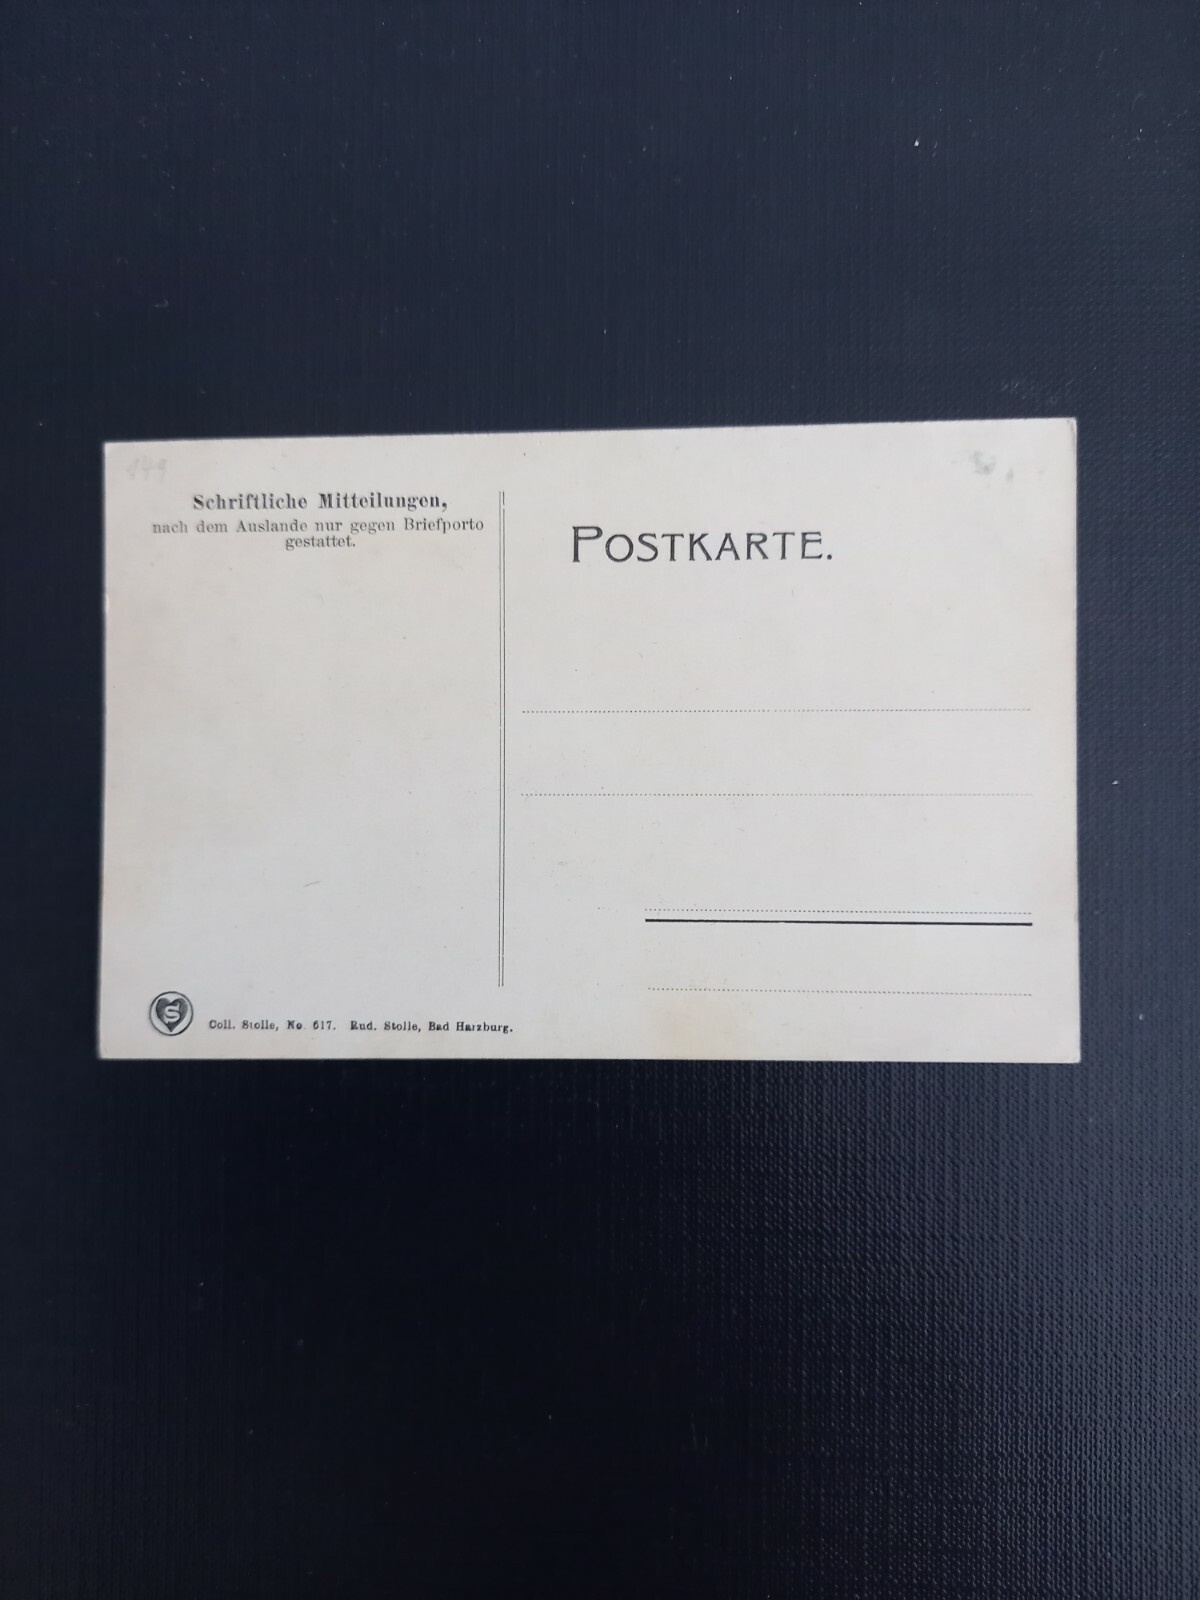 Schriftliche Mitteilungen,
nach dem Auslande nur gegen Briefporto
gestattet.
POSTKARTE.
S
Coll. Stolle, No. 617. Rud. Stolle, Bad Harzburg.